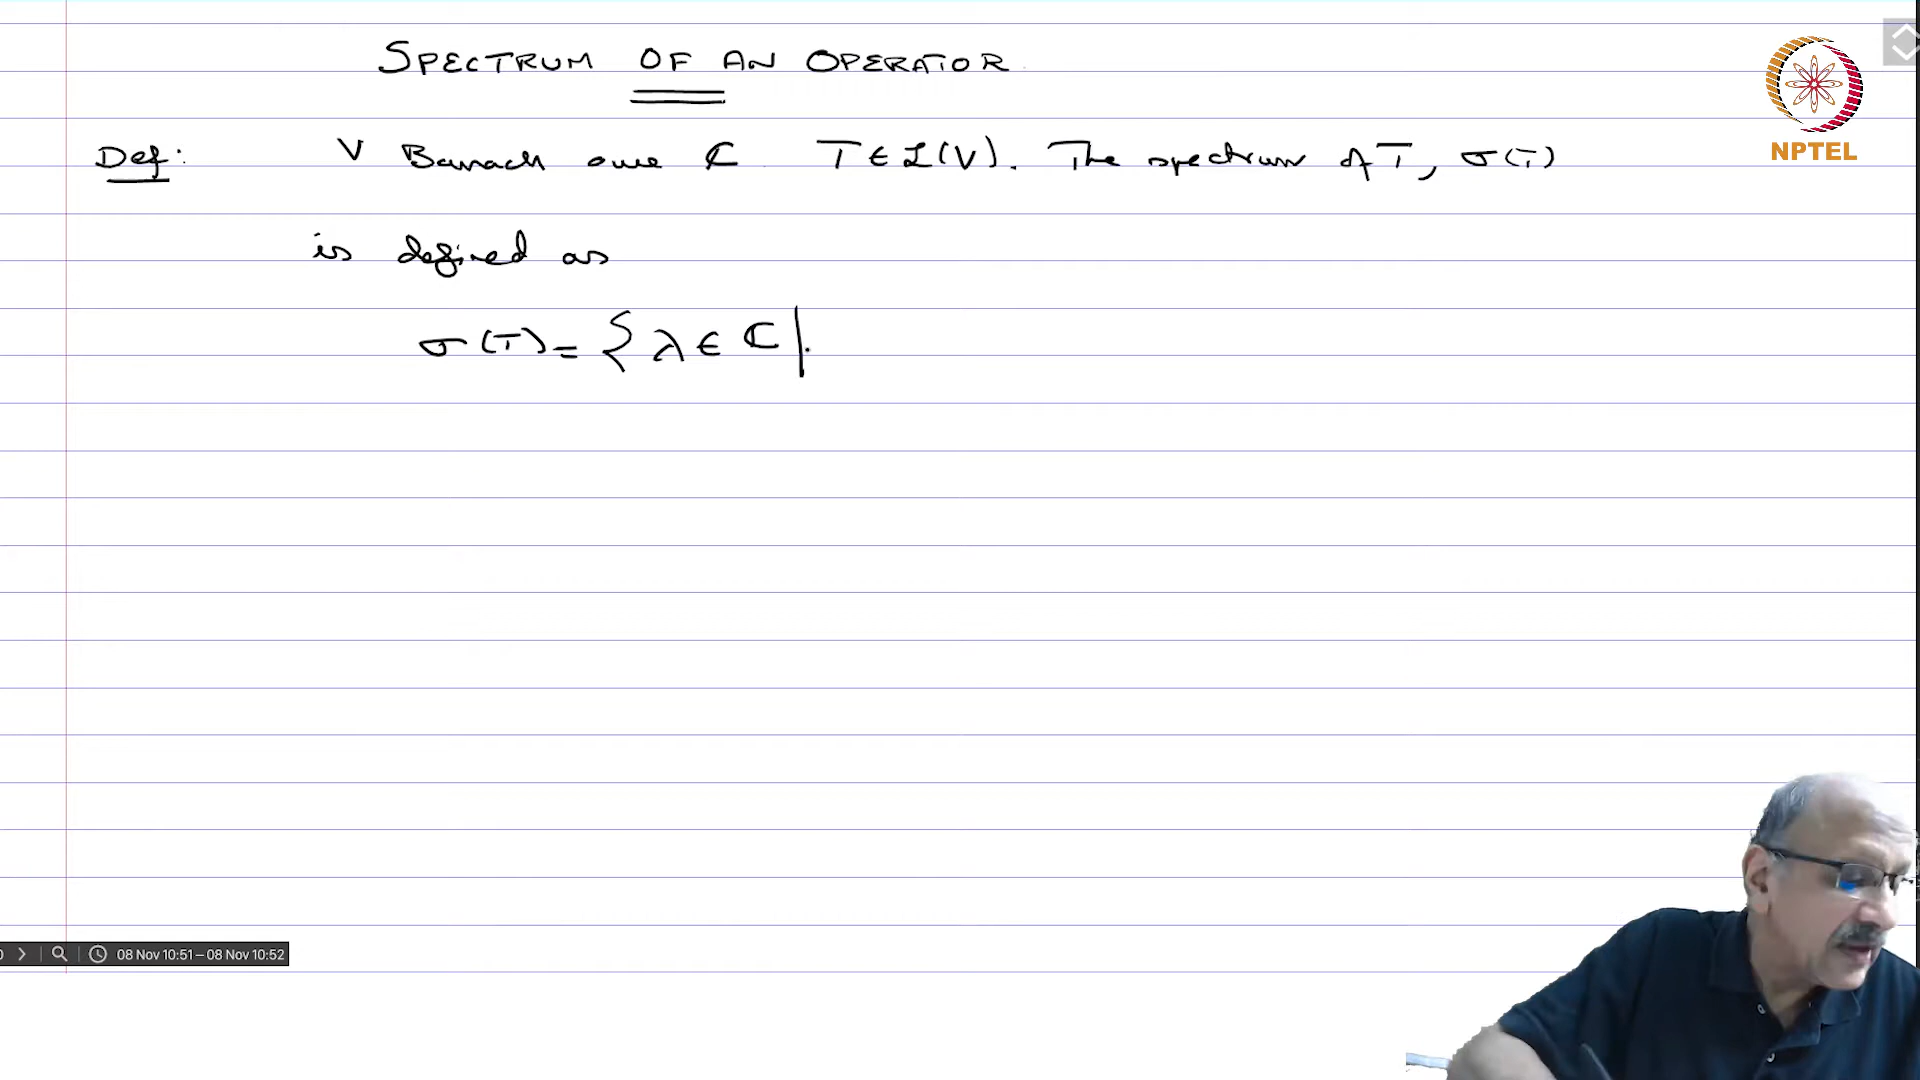 SPECTRUM OF AN OPERATOR
NPTEL
Def: V Banach over ℂ. T ∈ ℒ(V). The spectrum of T, σ(T)
is defined as
σ(T) = { λ ∈ ℂ |
08 Nov 10:51 – 08 Nov 10:52